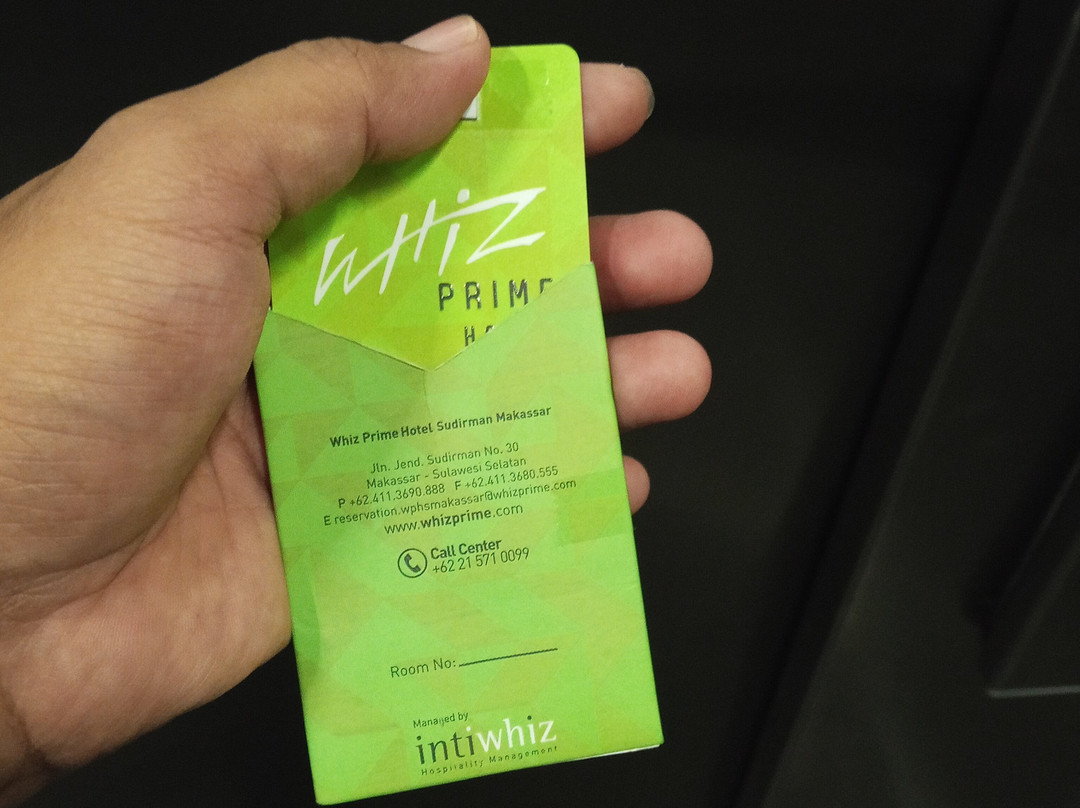 WHiZ
PRIME
Whiz Prime Hotel Sudirman Makassar
Jln. Jend. Sudirman No. 30
Makassar - Sulawesi Selatan
P +62.411.3690.888 F +62.411.3680.555
E reservation.wphsmakassar@whizprime.com
www.whizprime.com
Call Center
+62 21 571 0099
Room No:
Managed by
intiwhiz
Hospitality Management